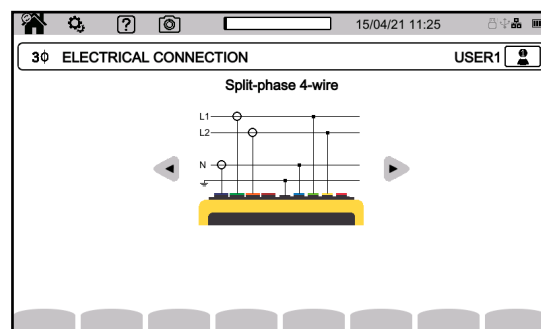 15/04/21 11:25
3ϕ ELECTRICAL CONNECTION USER1
Split-phase 4-wire
L1
L2
N